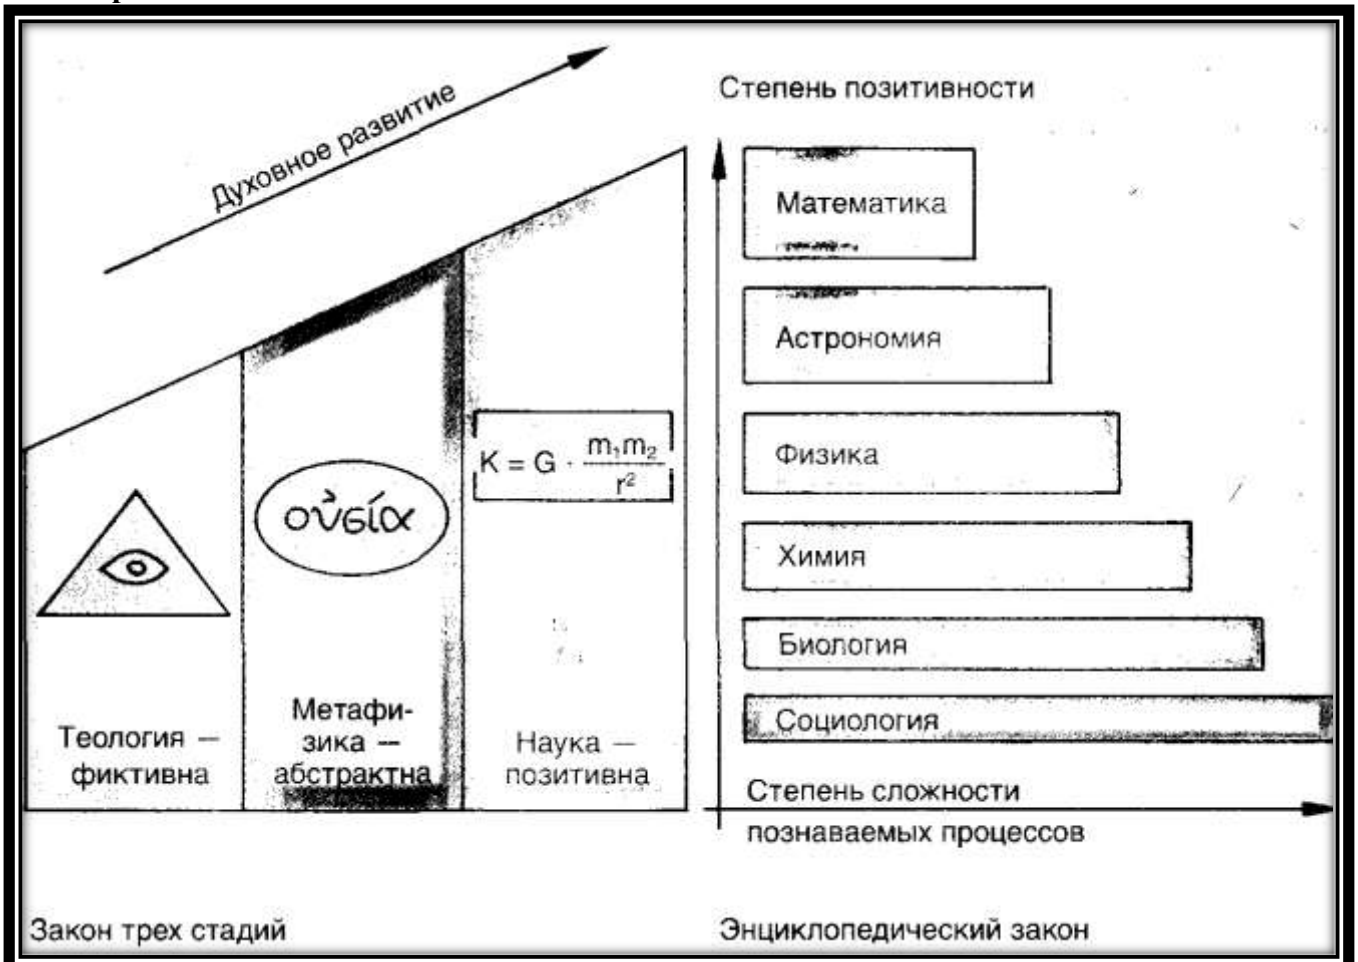 Духовное развитие
οὐσία
K = G · m₁m₂ / r²
Теология —
фиктивна
Метафи-
зика —
абстрактна
Наука —
позитивна
Закон трех стадий
Степень позитивности
Математика
Астрономия
Физика
Химия
Биология
Социология
Степень сложности
познаваемых процессов
Энциклопедический закон